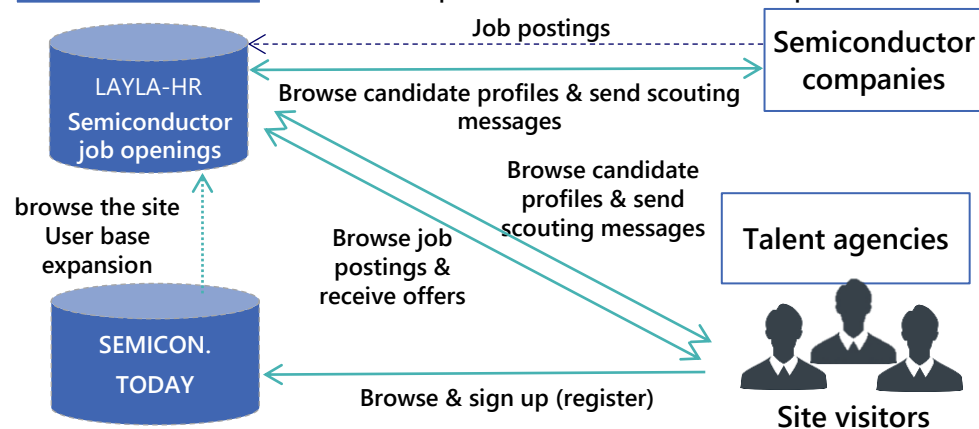 Job postings
Semiconductor
companies
LAYLA-HR
Semiconductor
job openings
Browse candidate profiles & send scouting
messages
Browse candidate
profiles & send
scouting messages
browse the site
User base
expansion
Browse job
postings &
receive offers
Talent agencies
SEMICON.
TODAY
Browse & sign up (register)
Site visitors